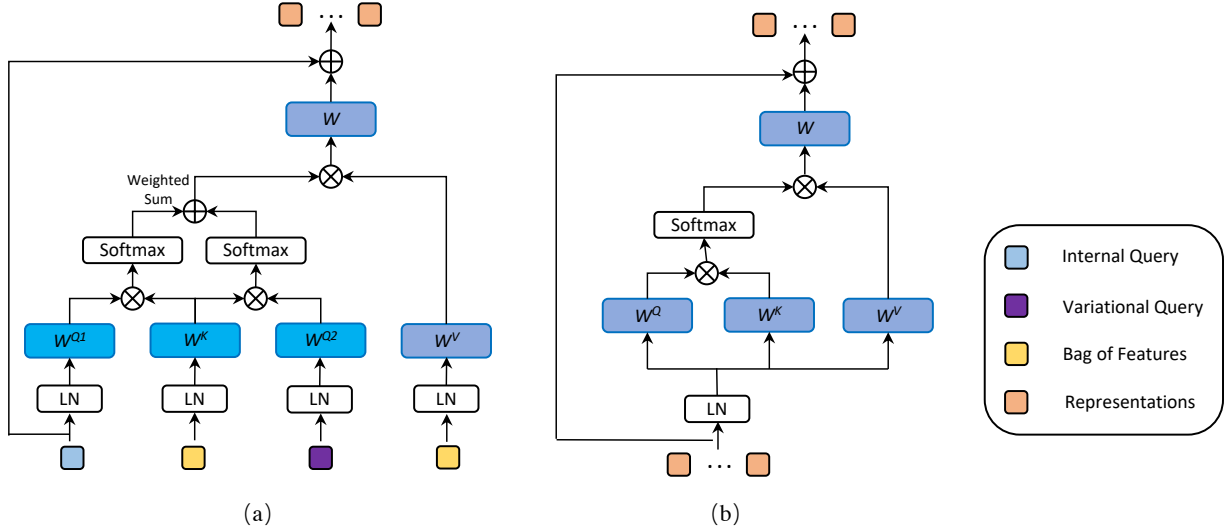 ...
W
Weighted
Sum
Softmax Softmax
W^Q1 W^K W^Q2 W^V
LN LN LN LN
(a)
...
W
Softmax
W^Q W^K W^V
LN
...
(b)
Internal Query
Variational Query
Bag of Features
Representations